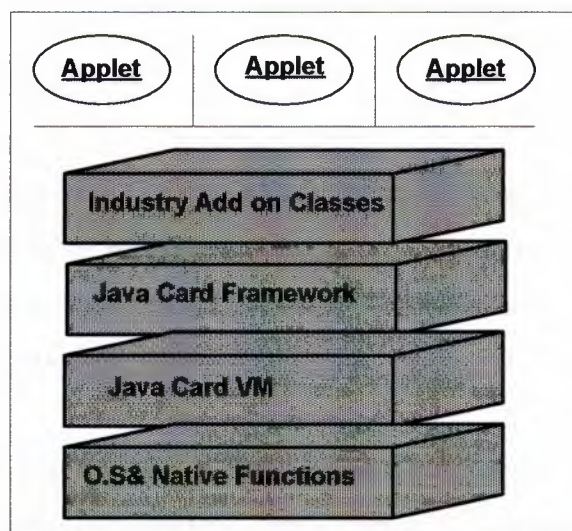 Applet
Applet
Applet
Industry Add on Classes
Java Card Framework
Java Card VM
O.S& Native Functions